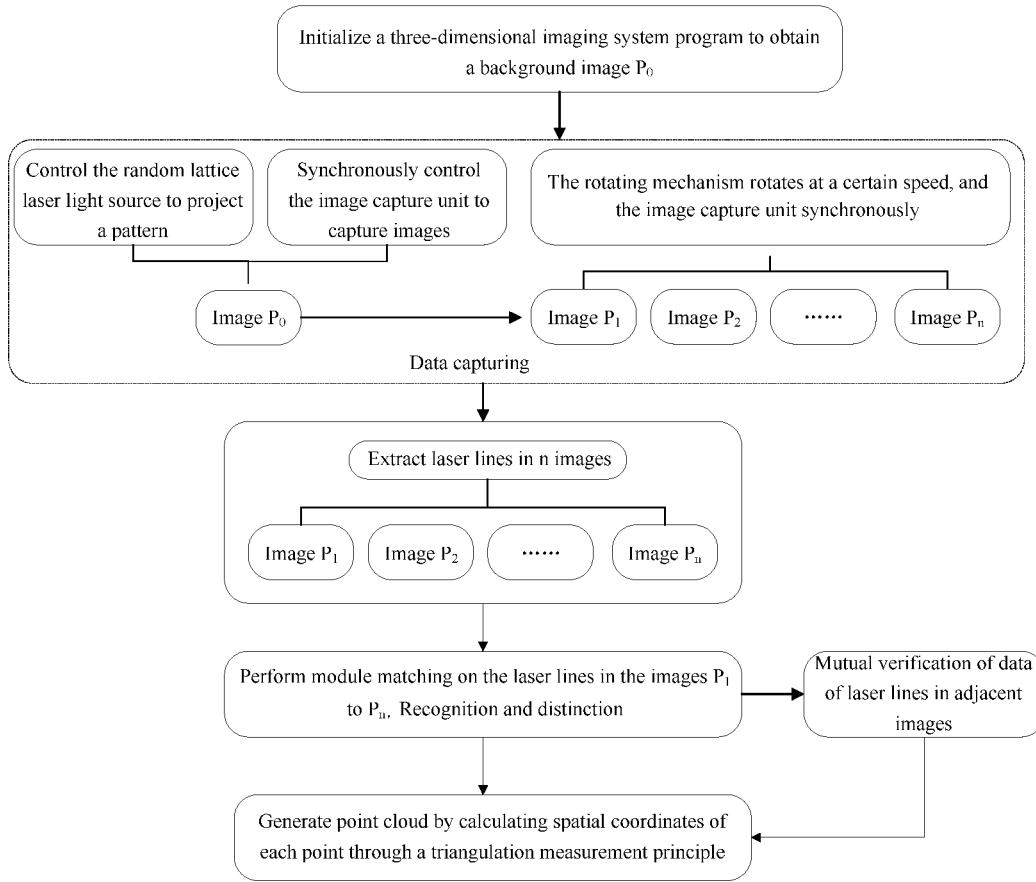 Initialize a three-dimensional imaging system program to obtain
a background image P₀
Control the random lattice
laser light source to project
a pattern
Synchronously control
the image capture unit to
capture images
The rotating mechanism rotates at a certain speed, and
the image capture unit synchronously
Image P₀
Image P₁
Image P₂
······
Image Pₙ
Data capturing
Extract laser lines in n images
Image P₁
Image P₂
······
Image Pₙ
Perform module matching on the laser lines in the images P₁
to Pₙ, Recognition and distinction
Mutual verification of data
of laser lines in adjacent
images
Generate point cloud by calculating spatial coordinates of
each point through a triangulation measurement principle